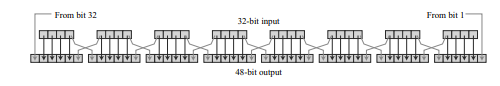 From bit 32
32-bit input
From bit 1
48-bit output